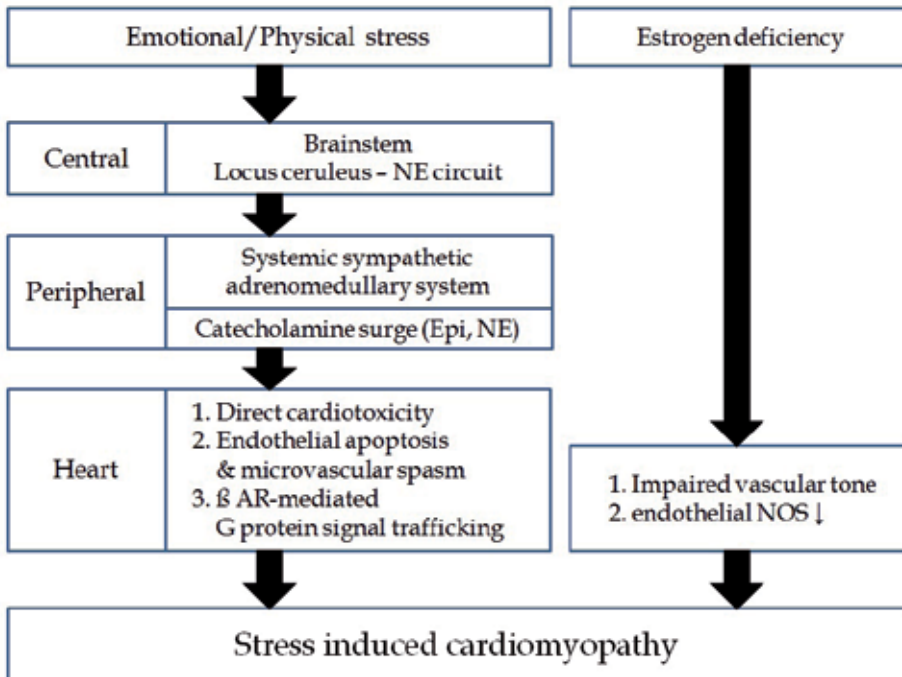 Emotional/Physical stress
Estrogen deficiency
Central
Brainstem
Locus ceruleus – NE circuit
Peripheral
Systemic sympathetic
adrenomedullary system
Catecholamine surge (Epi, NE)
Heart
1. Direct cardiotoxicity
2. Endothelial apoptosis
& microvascular spasm
3. ß AR-mediated
G protein signal trafficking
1. Impaired vascular tone
2. endothelial NOS ↓
Stress induced cardiomyopathy